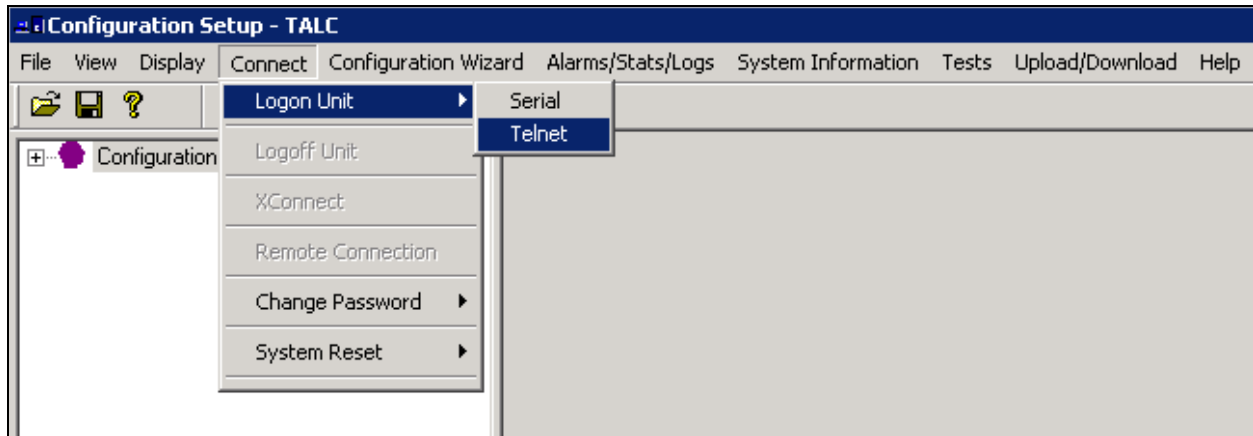 Configuration Setup - TALC
File View Display Connect Configuration Wizard Alarms/Stats/Logs System Information Tests Upload/Download Help
Logon Unit Serial
Telnet
Configuration Logoff Unit
XConnect
Remote Connection
Change Password
System Reset